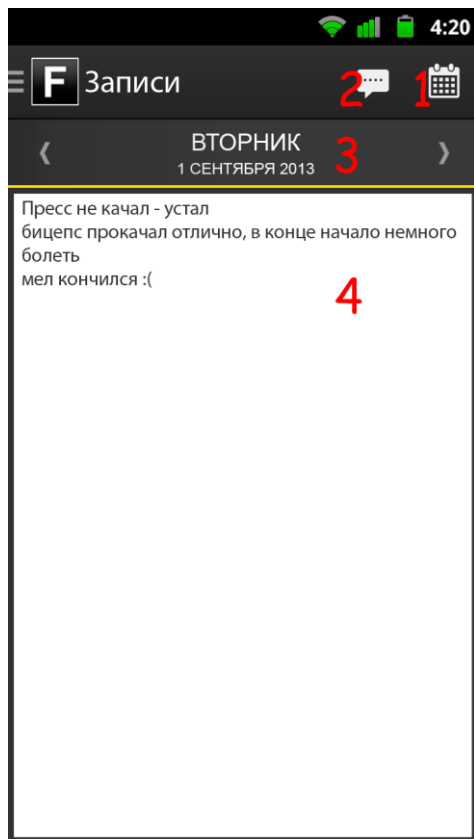 4:20
F Записи 2 1
ВТОРНИК
1 СЕНТЯБРЯ 2013
3
Пресс не качал - устал
бицепс прокачал отлично, в конце начало немного
болеть
мел кончился :(
4